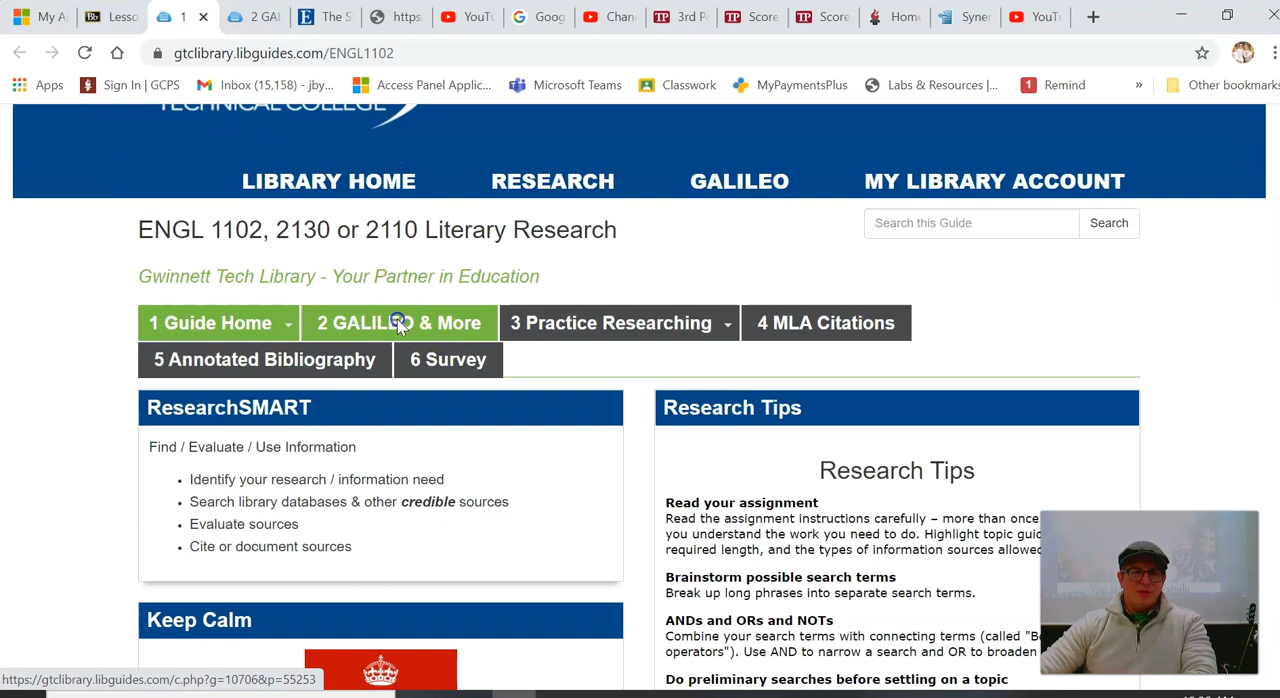 My A
Lesso
1
2 GAL
The S
https:
YouTu
Goog
Chan
3rd P
Score
Score
Home
Syner
YouTu
gtclibrary.libguides.com/ENGL1102
Apps
Sign In | GCPS
Inbox (15,158) - jby...
Access Panel Applic...
Microsoft Teams
Classwork
MyPaymentsPlus
Labs & Resources |...
Remind
»
Other bookmarks
TECHNICAL COLLEGE
LIBRARY HOME RESEARCH GALILEO MY LIBRARY ACCOUNT
ENGL 1102, 2130 or 2110 Literary Research
Search this Guide Search
Gwinnett Tech Library - Your Partner in Education
1 Guide Home 2 GALILEO & More 3 Practice Researching 4 MLA Citations
5 Annotated Bibliography 6 Survey
ResearchSMART
Find / Evaluate / Use Information
• Identify your research / information need
• Search library databases & other credible sources
• Evaluate sources
• Cite or document sources
Keep Calm
Research Tips
Research Tips
Read your assignment
Read the assignment instructions carefully – more than once
you understand the work you need to do. Highlight topic guid
required length, and the types of information sources allowed
Brainstorm possible search terms
Break up long phrases into separate search terms.
ANDs and ORs and NOTs
Combine your search terms with connecting terms (called "Bo
operators"). Use AND to narrow a search and OR to broaden
Do preliminary searches before settling on a topic
https://gtclibrary.libguides.com/c.php?g=10706&p=55253